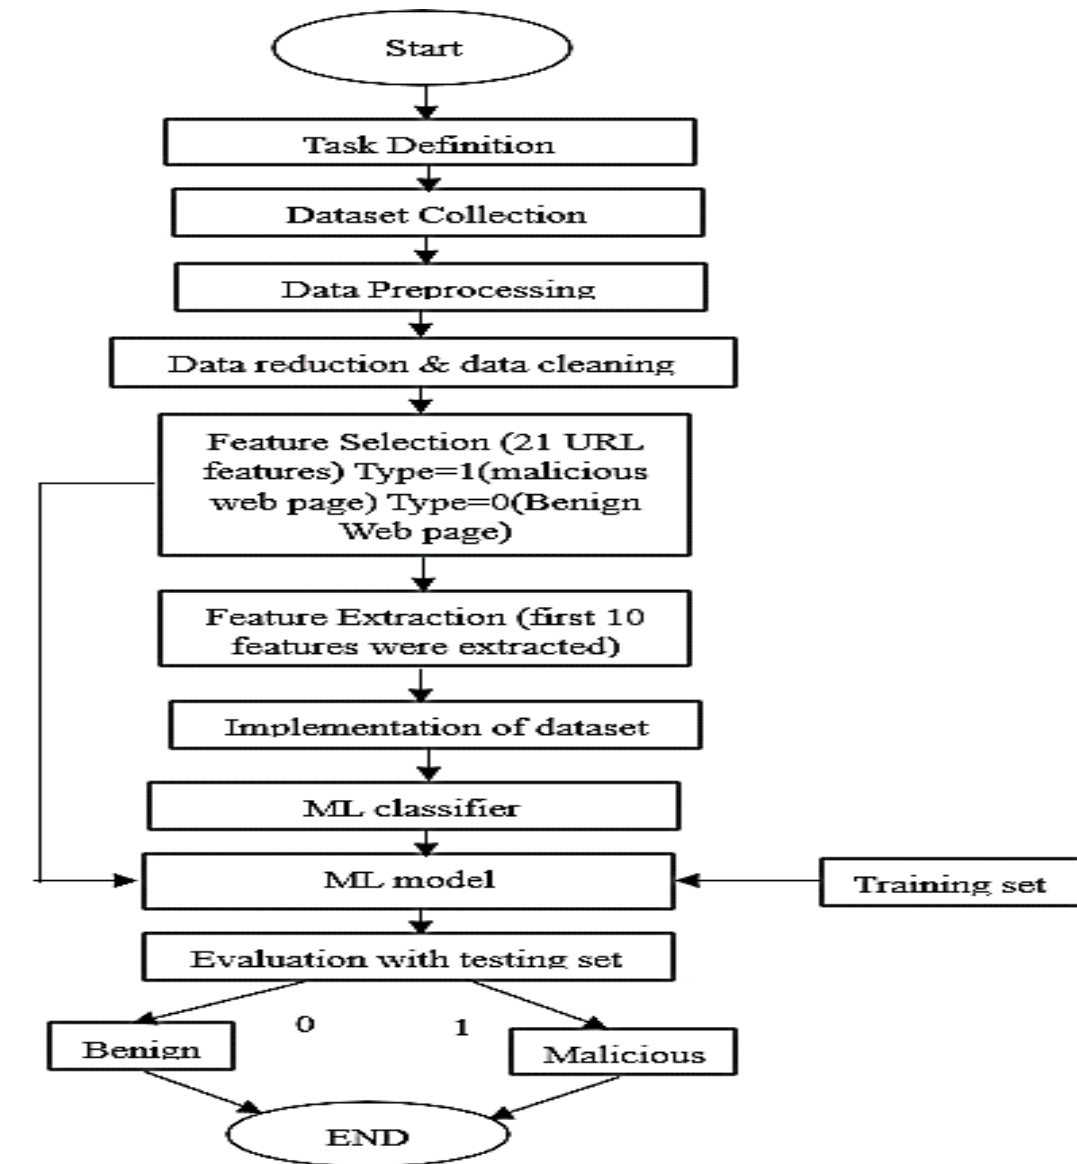 Start
Task Definition
Dataset Collection
Data Preprocessing
Data reduction & data cleaning
Feature Selection (21 URL
features) Type=1(malicious
web page) Type=0(Benign
Web page)
Feature Extraction (first 10
features were extracted)
Implementation of dataset
ML classifier
ML model
Training set
Evaluation with testing set
0
1
Benign
Malicious
END